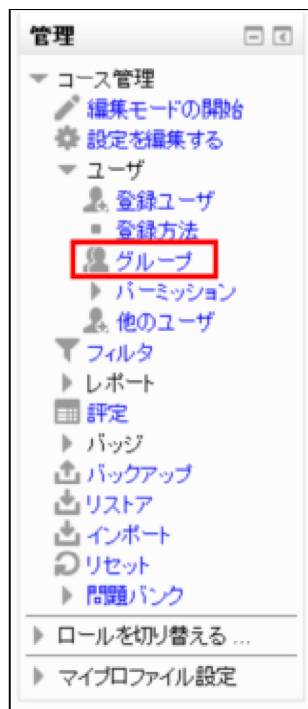 管理
コース管理
編集モードの開始
設定を編集する
ユーザ
登録ユーザ
登録方法
グループ
パーミッション
他のユーザ
フィルタ
レポート
評定
バッジ
バックアップ
リストア
インポート
リセット
問題バンク
ロールを切り替える ...
マイプロファイル設定